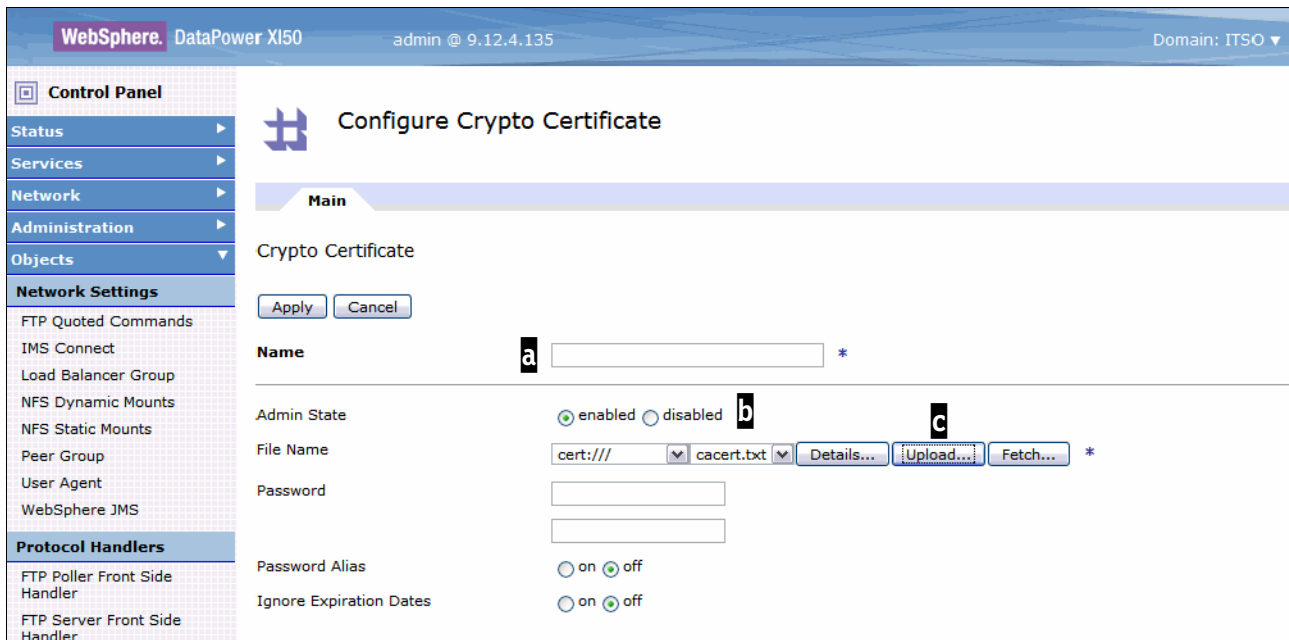 WebSphere. DataPower XI50 admin @ 9.12.4.135 Domain: ITSO
Control Panel
Status
Services
Network
Administration
Objects
Network Settings
FTP Quoted Commands
IMS Connect
Load Balancer Group
NFS Dynamic Mounts
NFS Static Mounts
Peer Group
User Agent
WebSphere JMS
Protocol Handlers
FTP Poller Front Side
Handler
FTP Server Front Side
Handler
Configure Crypto Certificate
Main
Crypto Certificate
Apply Cancel
Name a *
Admin State enabled disabled b c
File Name cert:/// cacert.txt Details... Upload... Fetch... *
Password
Password Alias on off
Ignore Expiration Dates on off